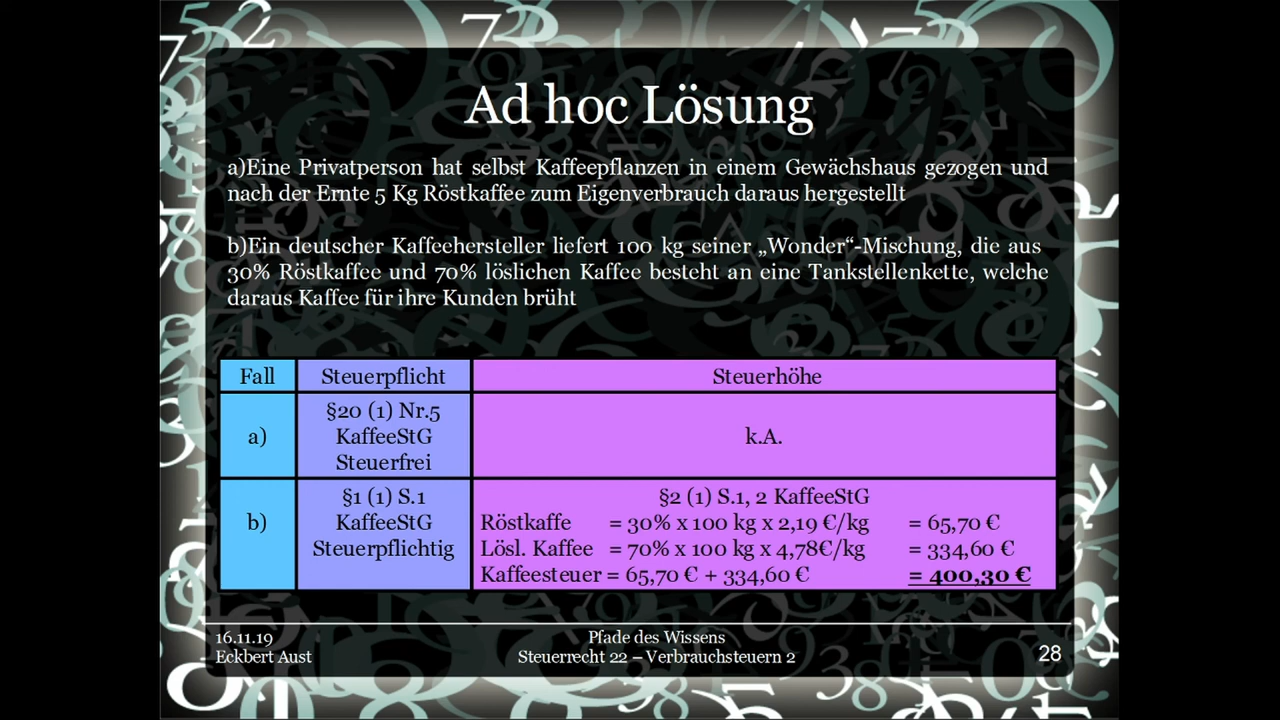 Ad hoc Lösung
a)Eine Privatperson hat selbst Kaffeepflanzen in einem Gewächshaus gezogen und
nach der Ernte 5 Kg Röstkaffee zum Eigenverbrauch daraus hergestellt
b)Ein deutscher Kaffeehersteller liefert 100 kg seiner „Wonder“-Mischung, die aus
30% Röstkaffee und 70% löslichen Kaffee besteht an eine Tankstellenkette, welche
daraus Kaffee für ihre Kunden brüht
Fall Steuerpflicht Steuerhöhe
a)
§20 (1) Nr.5
KaffeeStG
Steuerfrei
k.A.
b)
§1 (1) S.1
KaffeeStG
Steuerpflichtig
§2 (1) S.1, 2 KaffeeStG
Röstkaffe = 30% x 100 kg x 2,19 €/kg = 65,70 €
Lösl. Kaffee = 70% x 100 kg x 4,78€/kg = 334,60 €
Kaffeesteuer = 65,70 € + 334,60 € = 400,30 €
16.11.19
Eckbert Aust
Pfade des Wissens
Steuerrecht 22 – Verbrauchsteuern 2
28